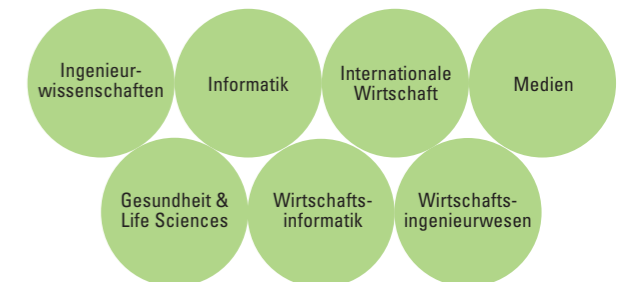 Ingenieur-
wissenschaften
Informatik
Internationale
Wirtschaft
Medien
Gesundheit &
Life Sciences
Wirtschafts-
informatik
Wirtschafts-
ingenieurwesen